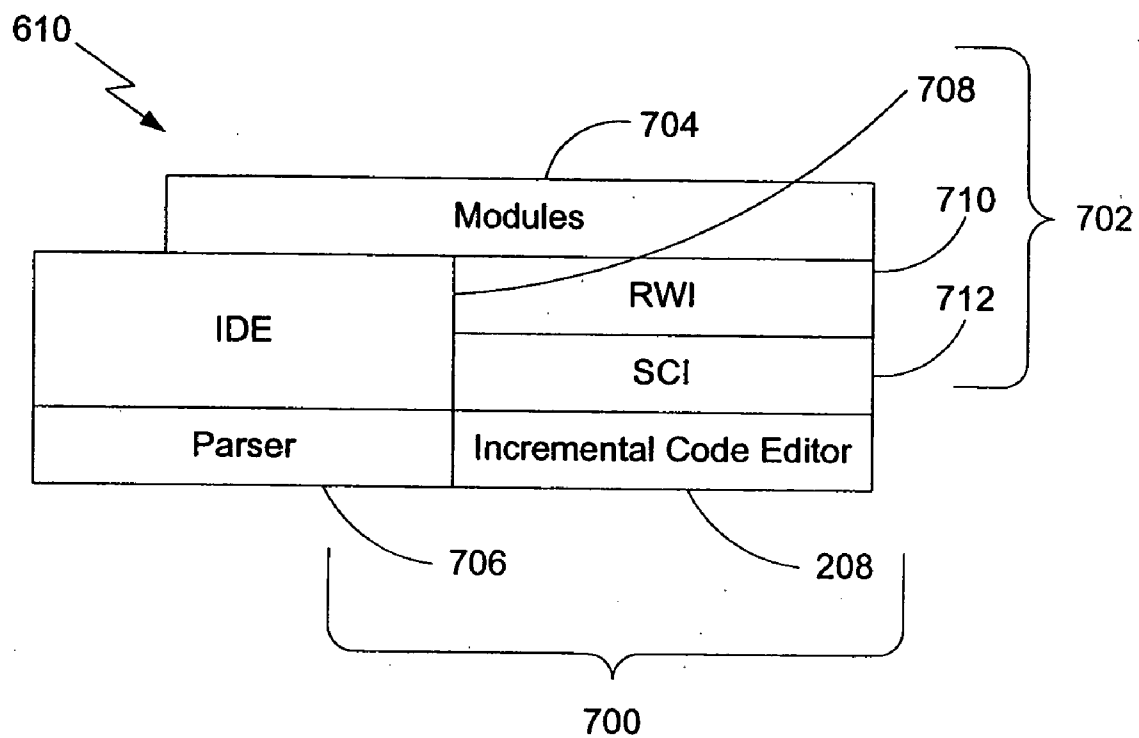 610
708
704
Modules
710
702
RWI
712
IDE
SCI
Parser
Incremental Code Editor
706
208
700